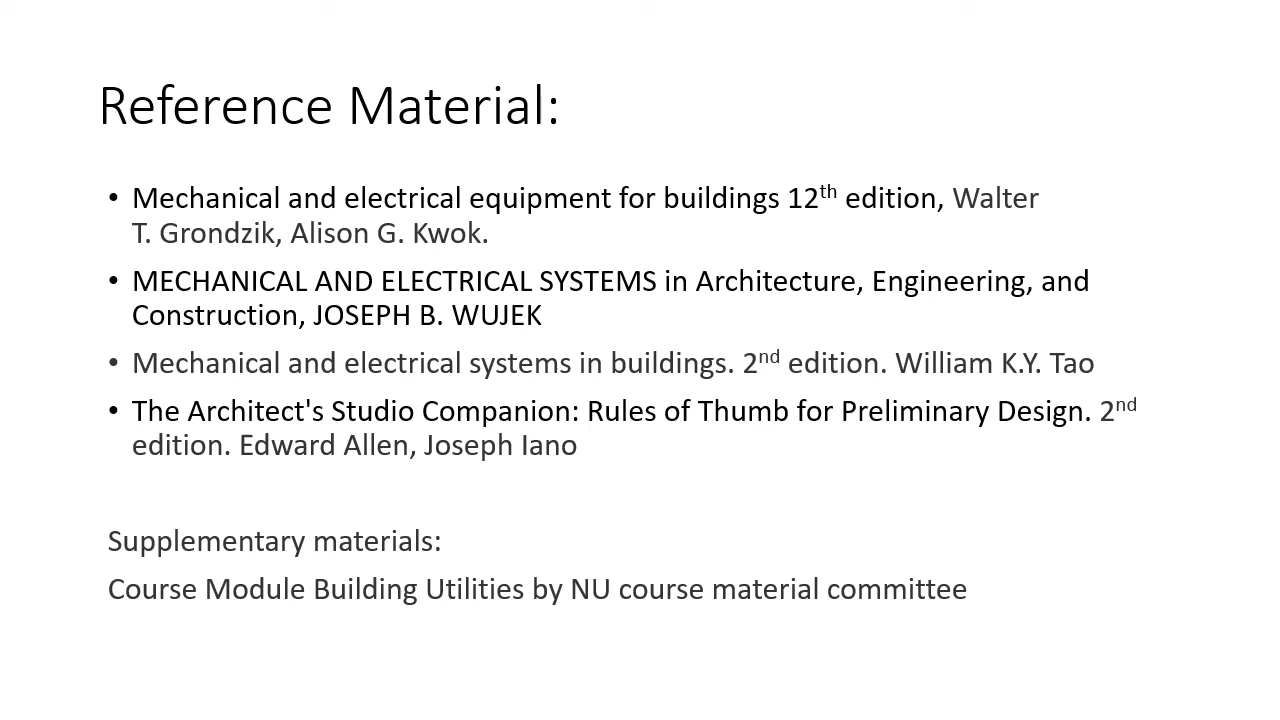 Reference Material:
• Mechanical and electrical equipment for buildings 12th edition, Walter
T. Grondzik, Alison G. Kwok.
• MECHANICAL AND ELECTRICAL SYSTEMS in Architecture, Engineering, and
Construction, JOSEPH B. WUJEK
• Mechanical and electrical systems in buildings. 2nd edition. William K.Y. Tao
• The Architect's Studio Companion: Rules of Thumb for Preliminary Design. 2nd
edition. Edward Allen, Joseph Iano
Supplementary materials:
Course Module Building Utilities by NU course material committee